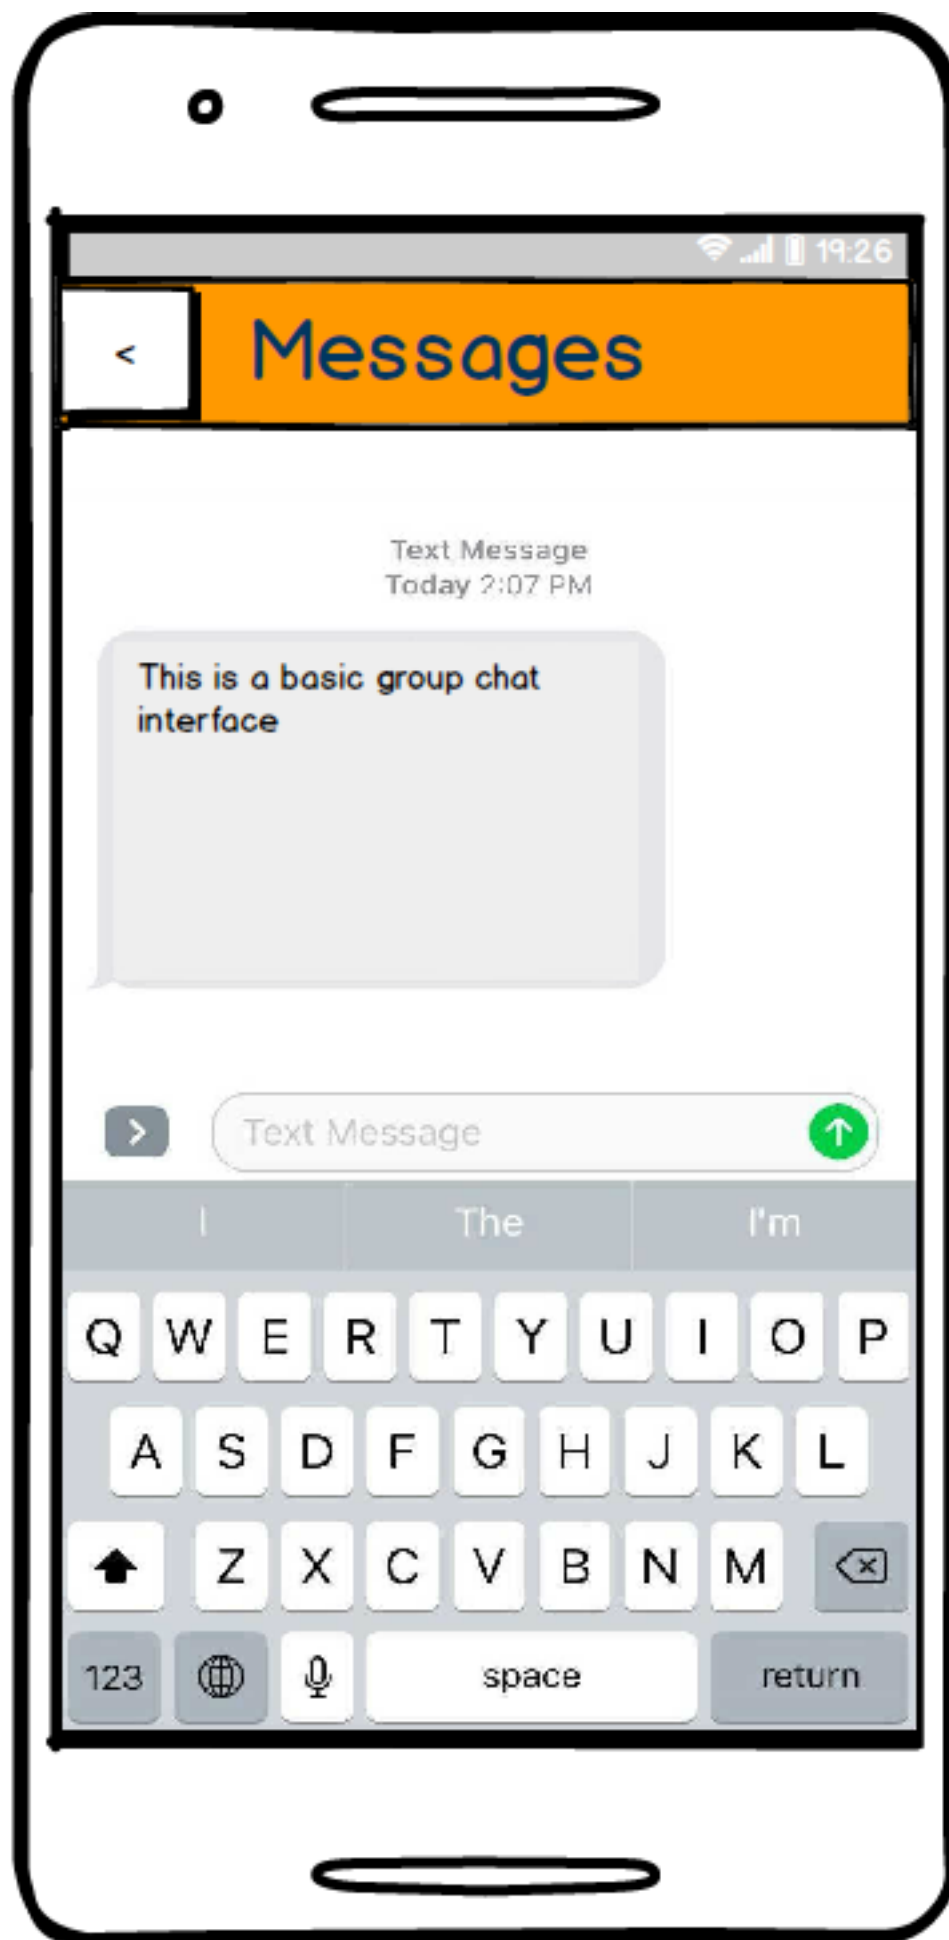 19:26
< Messages
Text Message
Today 2:07 PM
This is a basic group chat
interface
> Text Message
I The I'm
Q W E R T Y U I O P
A S D F G H J K L
Z X C V B N M
123 space return